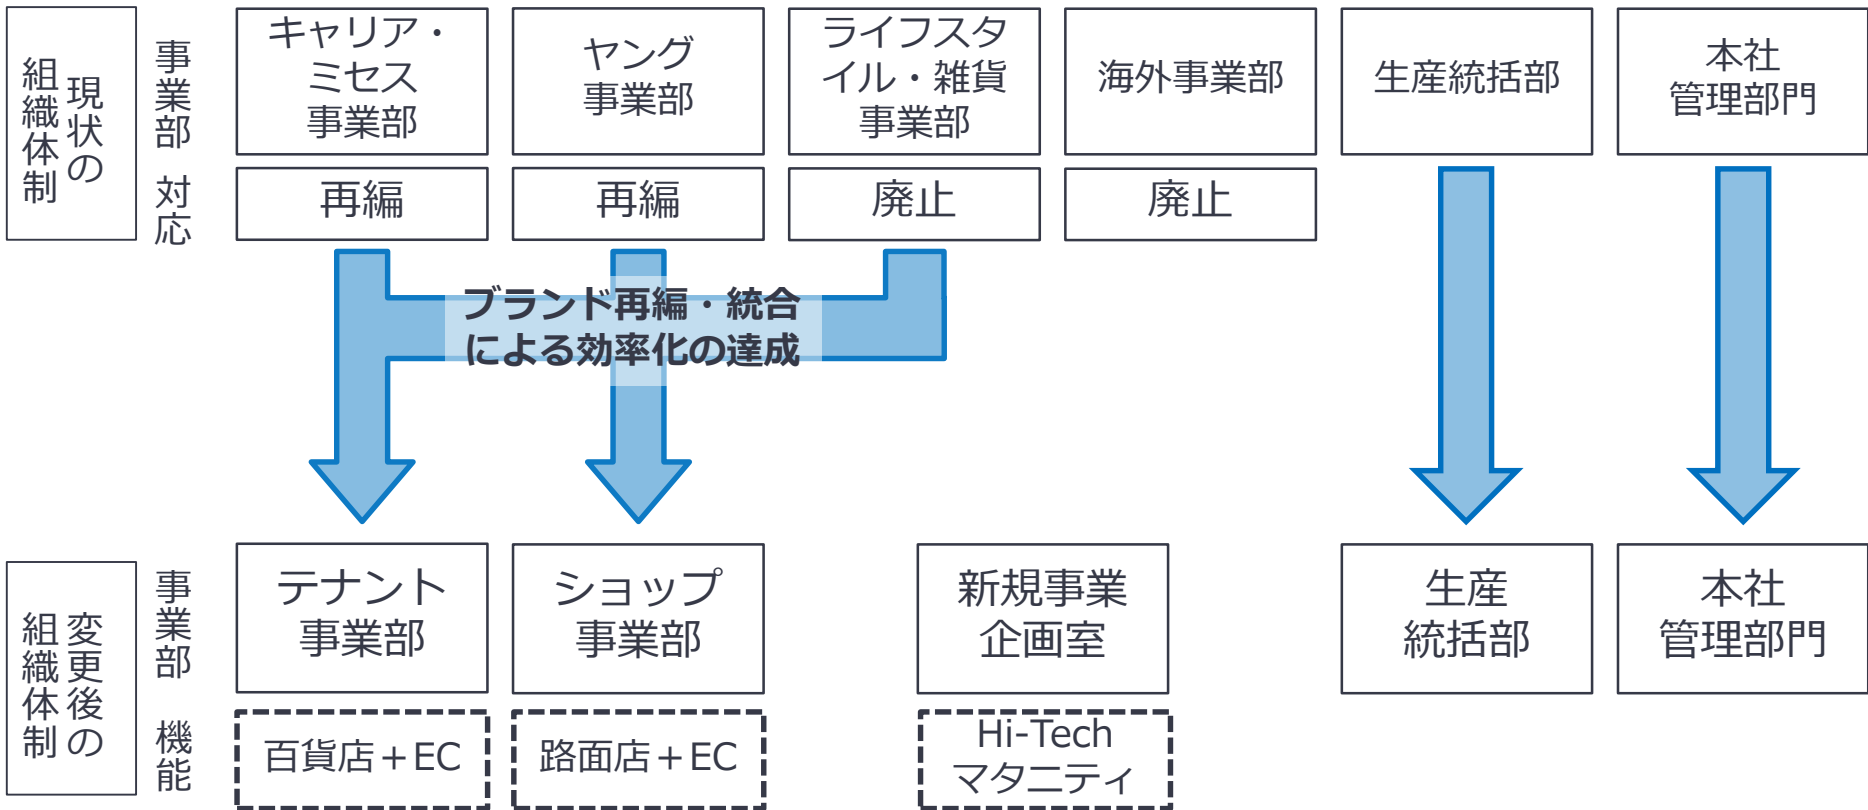 現状の
組織体制
事業部
対応
キャリア・
ミセス
事業部
ヤング
事業部
ライフスタ
イル・雑貨
事業部
海外事業部
生産統括部
本社
管理部門
再編
再編
廃止
廃止
ブランド再編・統合
による効率化の達成
変更後の
組織体制
事業部
機能
テナント
事業部
ショップ
事業部
新規事業
企画室
生産
統括部
本社
管理部門
百貨店＋EC
路面店＋EC
Hi-Tech
マタニティ